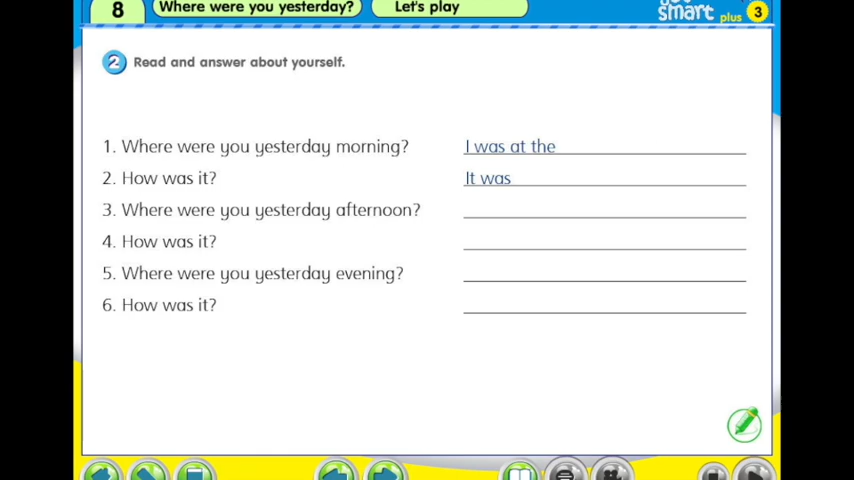 8 Where were you yesterday? Let's play
smart plus 3
2 Read and answer about yourself.
1. Where were you yesterday morning? I was at the
2. How was it? It was
3. Where were you yesterday afternoon?
4. How was it?
5. Where were you yesterday evening?
6. How was it?